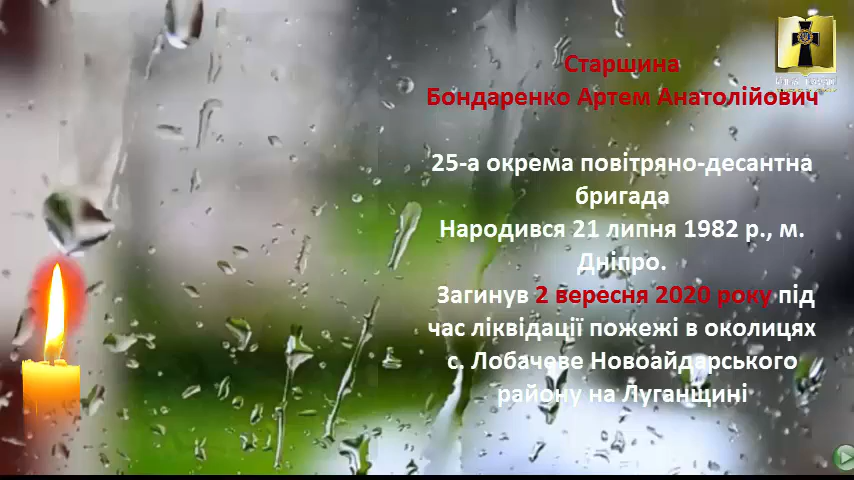 Старшина
Бондаренко Артем Анатолійович
25-а окрема повітряно-десантна
бригада
Народився 21 липня 1982 р., м.
Дніпро.
Загинув 2 вересня 2020 року під
час ліквідації пожежі в околицях
с. Лобачеве Новоайдарського
району на Луганщині